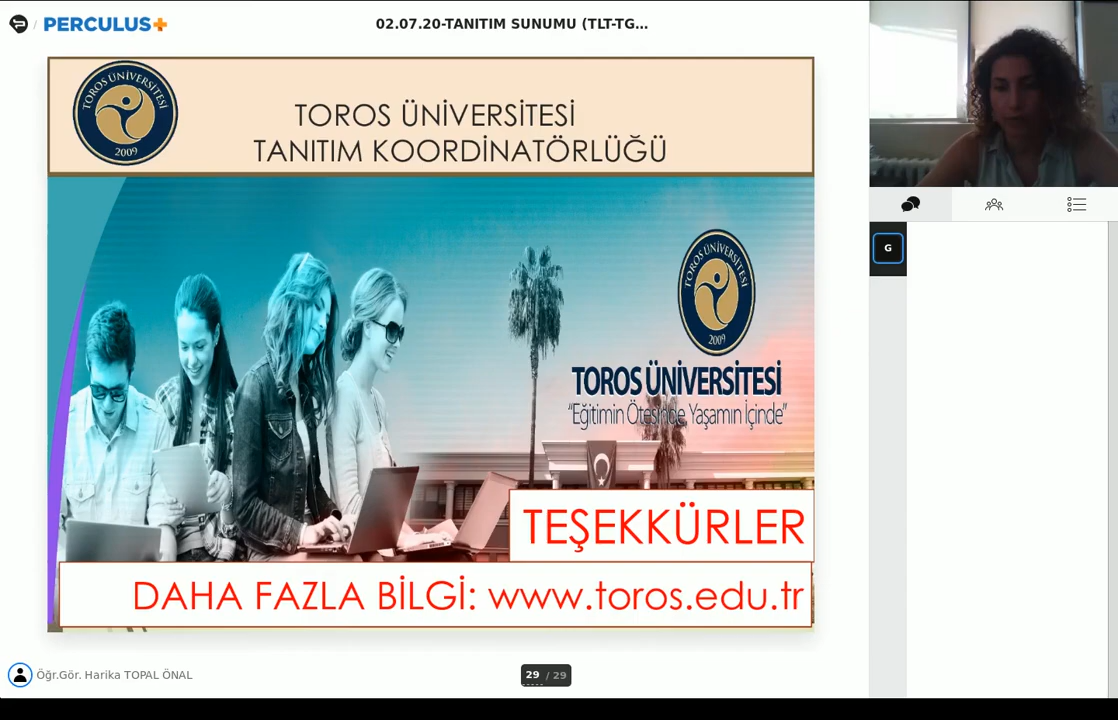 PERCULUS+
02.07.20-TANITIM SUNUMU (TLT-TG...
TOROS ÜNİVERSİTESİ
2009
TOROS ÜNİVERSİTESİ
TANITIM KOORDİNATÖRLÜĞÜ
TOROS ÜNİVERSİTESİ
2009
TOROS ÜNİVERSİTESİ
“Eğitimin Ötesinde, Yaşamın İçinde”
TEŞEKKÜRLER
DAHA FAZLA BİLGİ: www.toros.edu.tr
G
Öğr.Gör. Harika TOPAL ÖNAL
29 / 29